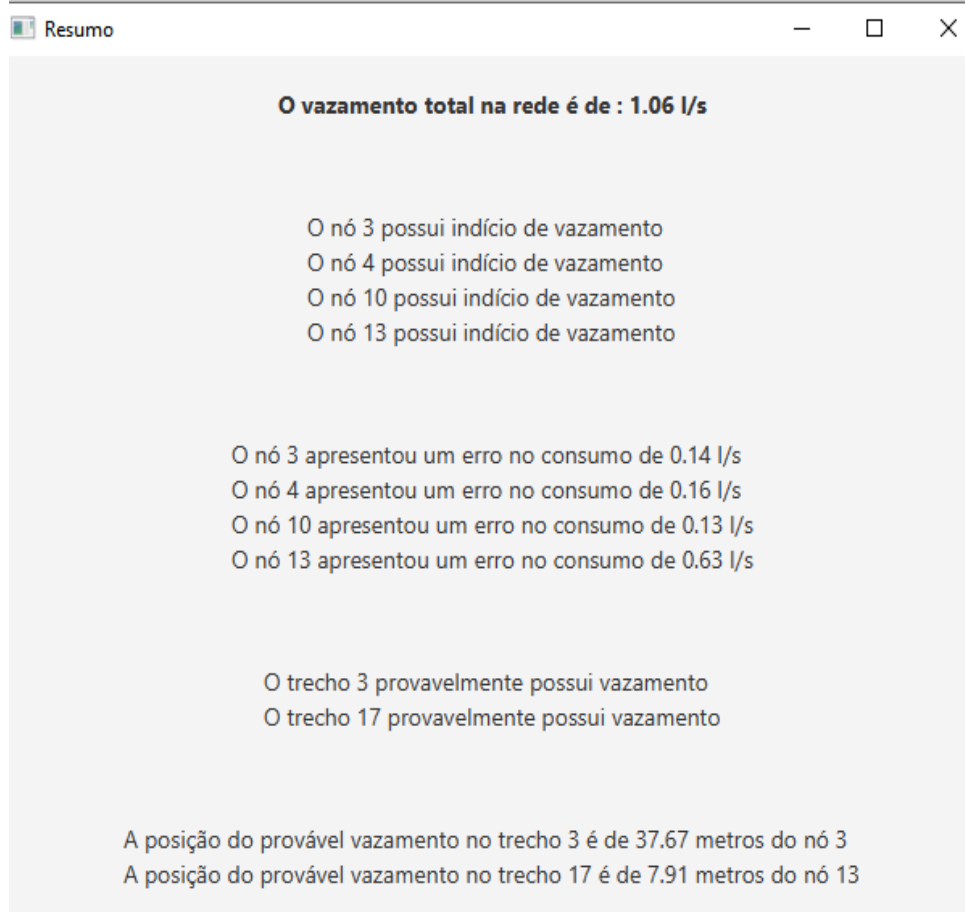 Resumo
O vazamento total na rede é de : 1.06 l/s
O nó 3 possui indício de vazamento
O nó 4 possui indício de vazamento
O nó 10 possui indício de vazamento
O nó 13 possui indício de vazamento
O nó 3 apresentou um erro no consumo de 0.14 l/s
O nó 4 apresentou um erro no consumo de 0.16 l/s
O nó 10 apresentou um erro no consumo de 0.13 l/s
O nó 13 apresentou um erro no consumo de 0.63 l/s
O trecho 3 provavelmente possui vazamento
O trecho 17 provavelmente possui vazamento
A posição do provável vazamento no trecho 3 é de 37.67 metros do nó 3
A posição do provável vazamento no trecho 17 é de 7.91 metros do nó 13